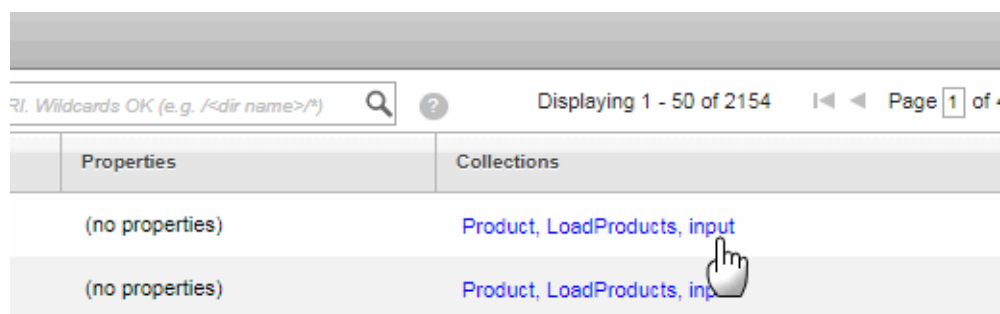 RI. Wildcards OK (e.g. /<dir name>/*) ? Displaying 1 - 50 of 2154 Page 1 of
Properties Collections
(no properties) Product, LoadProducts, input
(no properties) Product, LoadProducts, inp